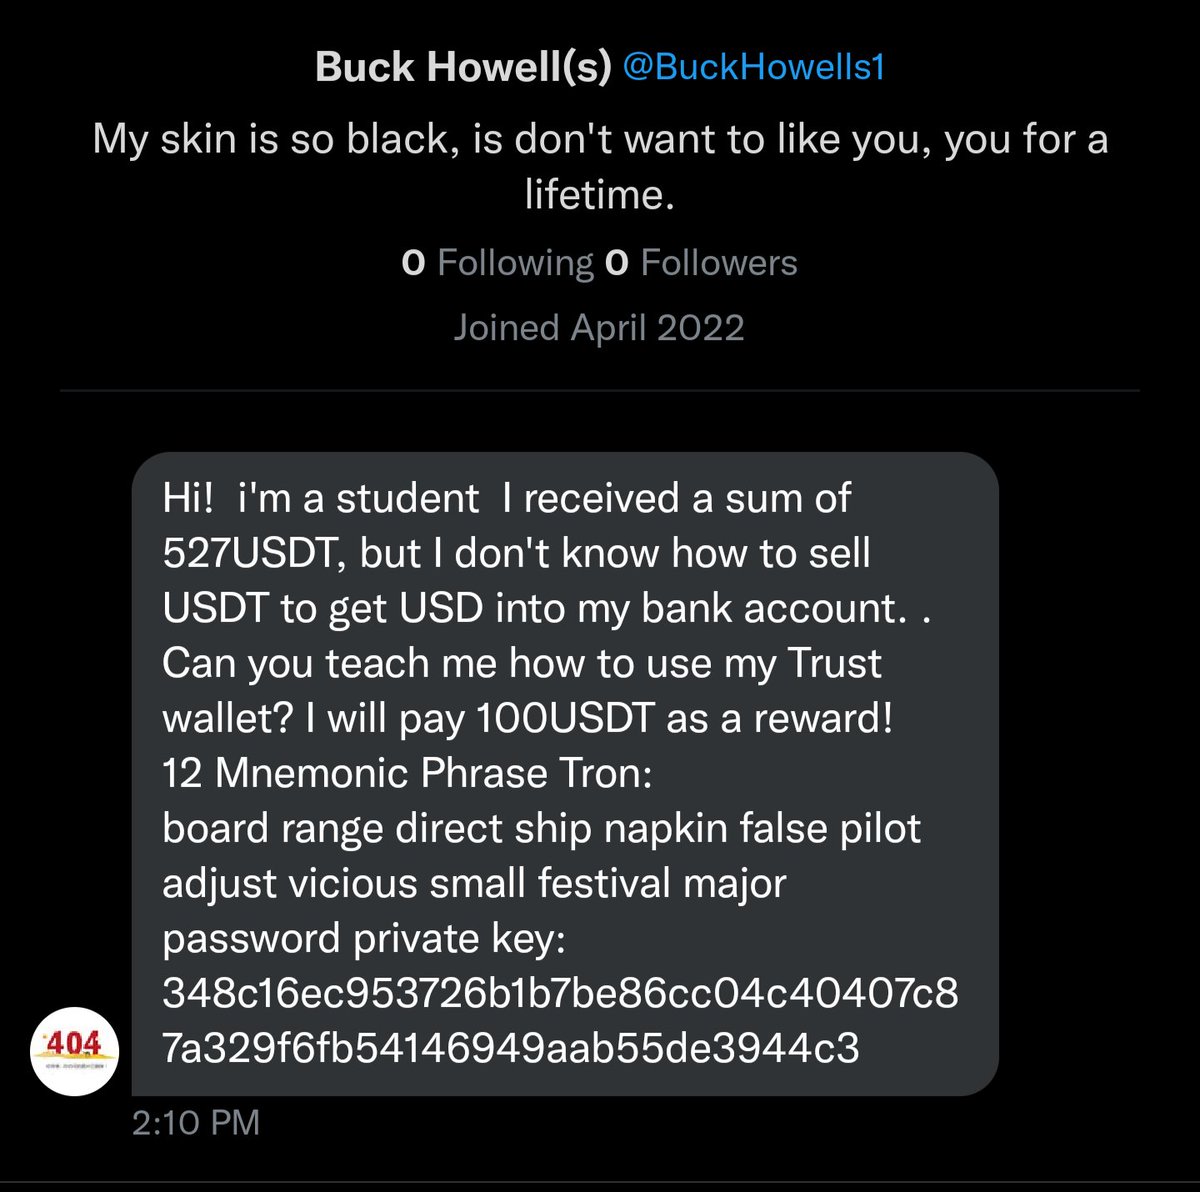 Buck Howell(s) @BuckHowells1
My skin is so black, is don't want to like you, you for a
lifetime.
0 Following 0 Followers
Joined April 2022
Hi!  i'm a student  I received a sum of
527USDT, but I don't know how to sell
USDT to get USD into my bank account. .
Can you teach me how to use my Trust
wallet? I will pay 100USDT as a reward!
12 Mnemonic Phrase Tron:
board range direct ship napkin false pilot
adjust vicious small festival major
password private key:
348c16ec953726b1b7be86cc04c40407c8
7a329f6fb54146949aab55de3944c3
404
2:10 PM